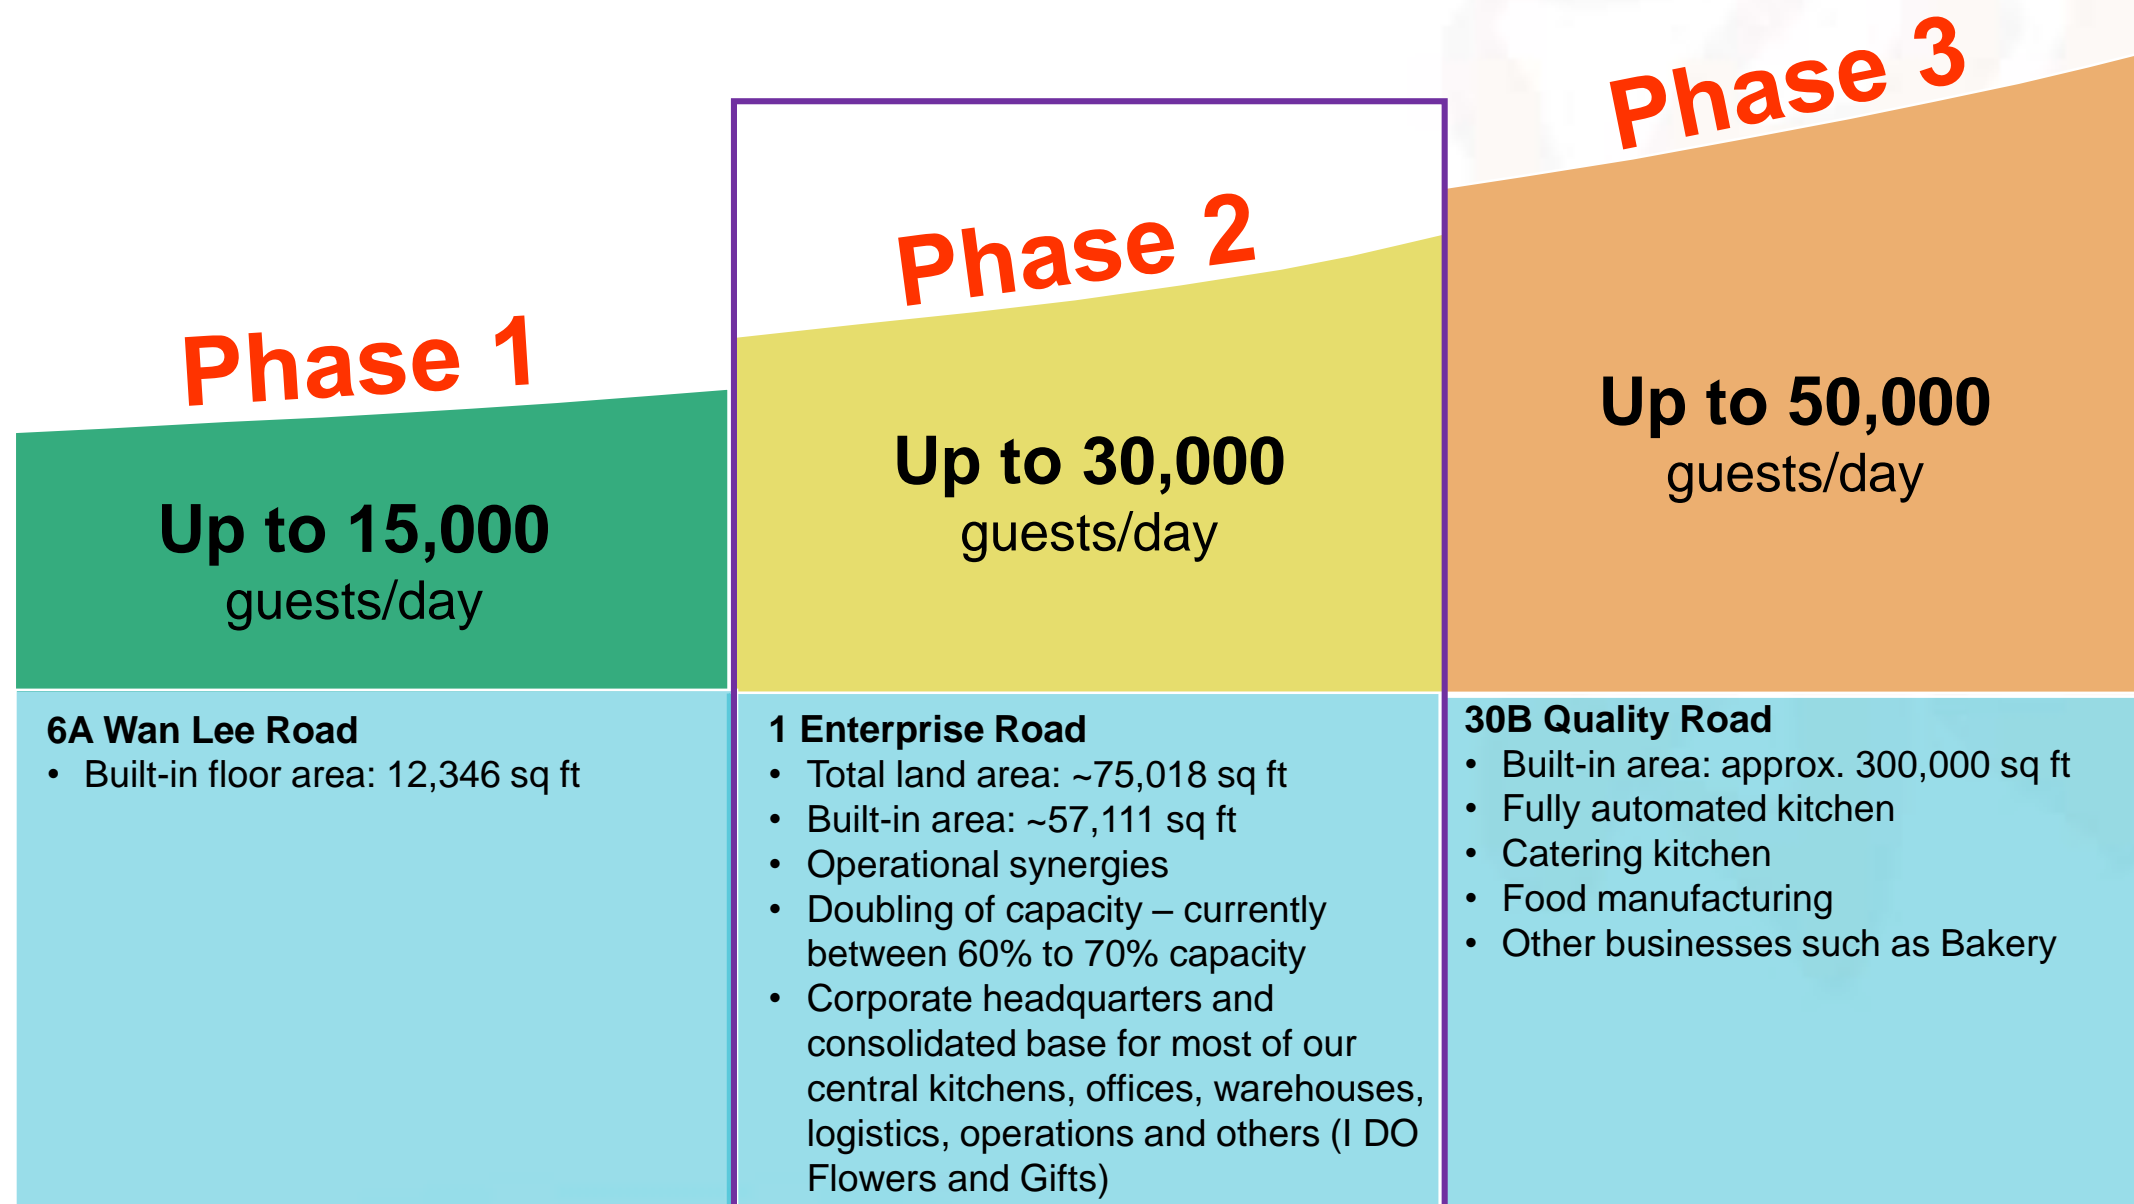 Phase 1
Up to 15,000
guests/day
6A Wan Lee Road
• Built-in floor area: 12,346 sq ft
Phase 2
Up to 30,000
guests/day
1 Enterprise Road
• Total land area: ~75,018 sq ft
• Built-in area: ~57,111 sq ft
• Operational synergies
• Doubling of capacity – currently
between 60% to 70% capacity
• Corporate headquarters and
consolidated base for most of our
central kitchens, offices, warehouses,
logistics, operations and others (I DO
Flowers and Gifts)
Phase 3
Up to 50,000
guests/day
30B Quality Road
• Built-in area: approx. 300,000 sq ft
• Fully automated kitchen
• Catering kitchen
• Food manufacturing
• Other businesses such as Bakery